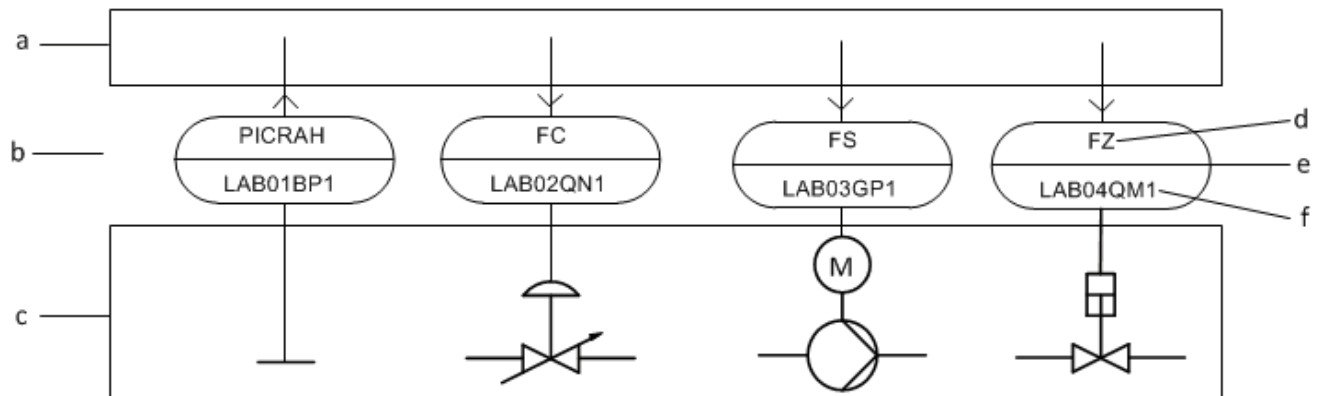 a
PICRAH FC FS FZ d
b e
LAB01BP1 LAB02QN1 LAB03GP1 LAB04QM1 f
M
c